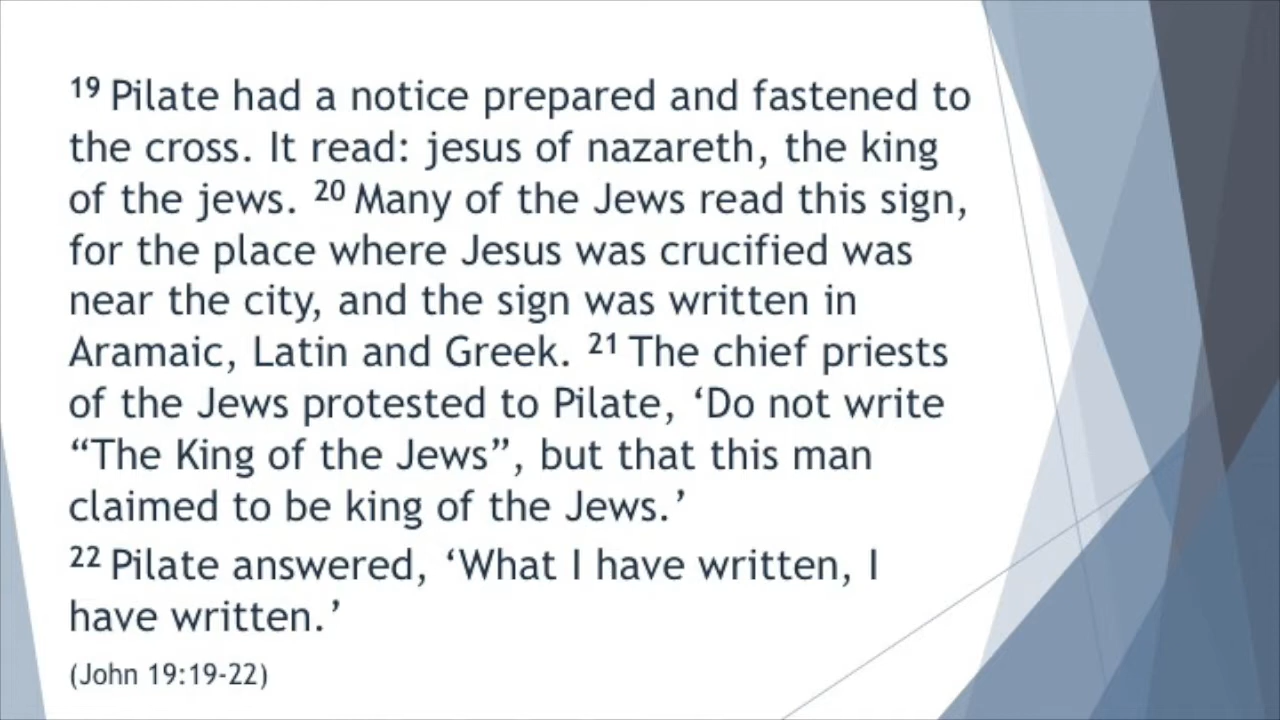 19 Pilate had a notice prepared and fastened to
the cross. It read: jesus of nazareth, the king
of the jews. 20 Many of the Jews read this sign,
for the place where Jesus was crucified was
near the city, and the sign was written in
Aramaic, Latin and Greek. 21 The chief priests
of the Jews protested to Pilate, ‘Do not write
“The King of the Jews”, but that this man
claimed to be king of the Jews.’
22 Pilate answered, ‘What I have written, I
have written.’
(John 19:19-22)